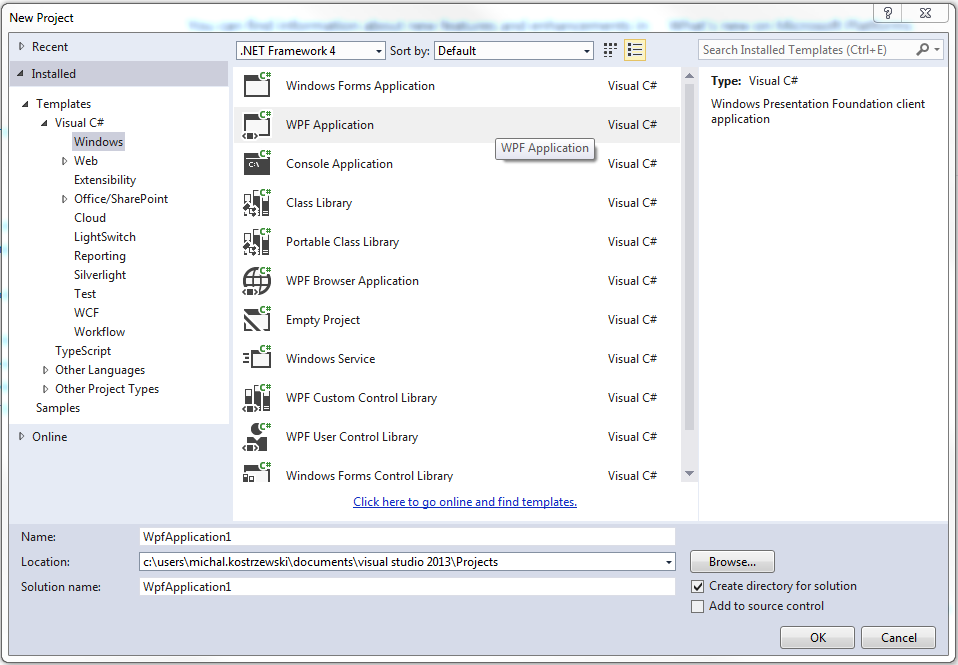 You can find information about new features and enhancements in What's new on Microsoft Platforms
New Project
Recent
.NET Framework 4 Sort by: Default
Search Installed Templates (Ctrl+E)
Installed
Templates
Visual C#
Windows
Web
Extensibility
Office/SharePoint
Cloud
LightSwitch
Reporting
Silverlight
Test
WCF
Workflow
TypeScript
Other Languages
Other Project Types
Samples
Online
C# Windows Forms Application Visual C#
C# WPF Application Visual C#
WPF Application
C# C:\ Console Application Visual C#
C# Class Library Visual C#
C# Portable Class Library Visual C#
C# WPF Browser Application Visual C#
C# Empty Project Visual C#
C# Windows Service Visual C#
C# WPF Custom Control Library Visual C#
C# WPF User Control Library Visual C#
C# Windows Forms Control Library Visual C#
Click here to go online and find templates.
Type: Visual C#
Windows Presentation Foundation client
application
Name: WpfApplication1
Location: c:\users\michal.kostrzewski\documents\visual studio 2013\Projects
Browse...
Solution name: WpfApplication1
Create directory for solution
Add to source control
OK Cancel